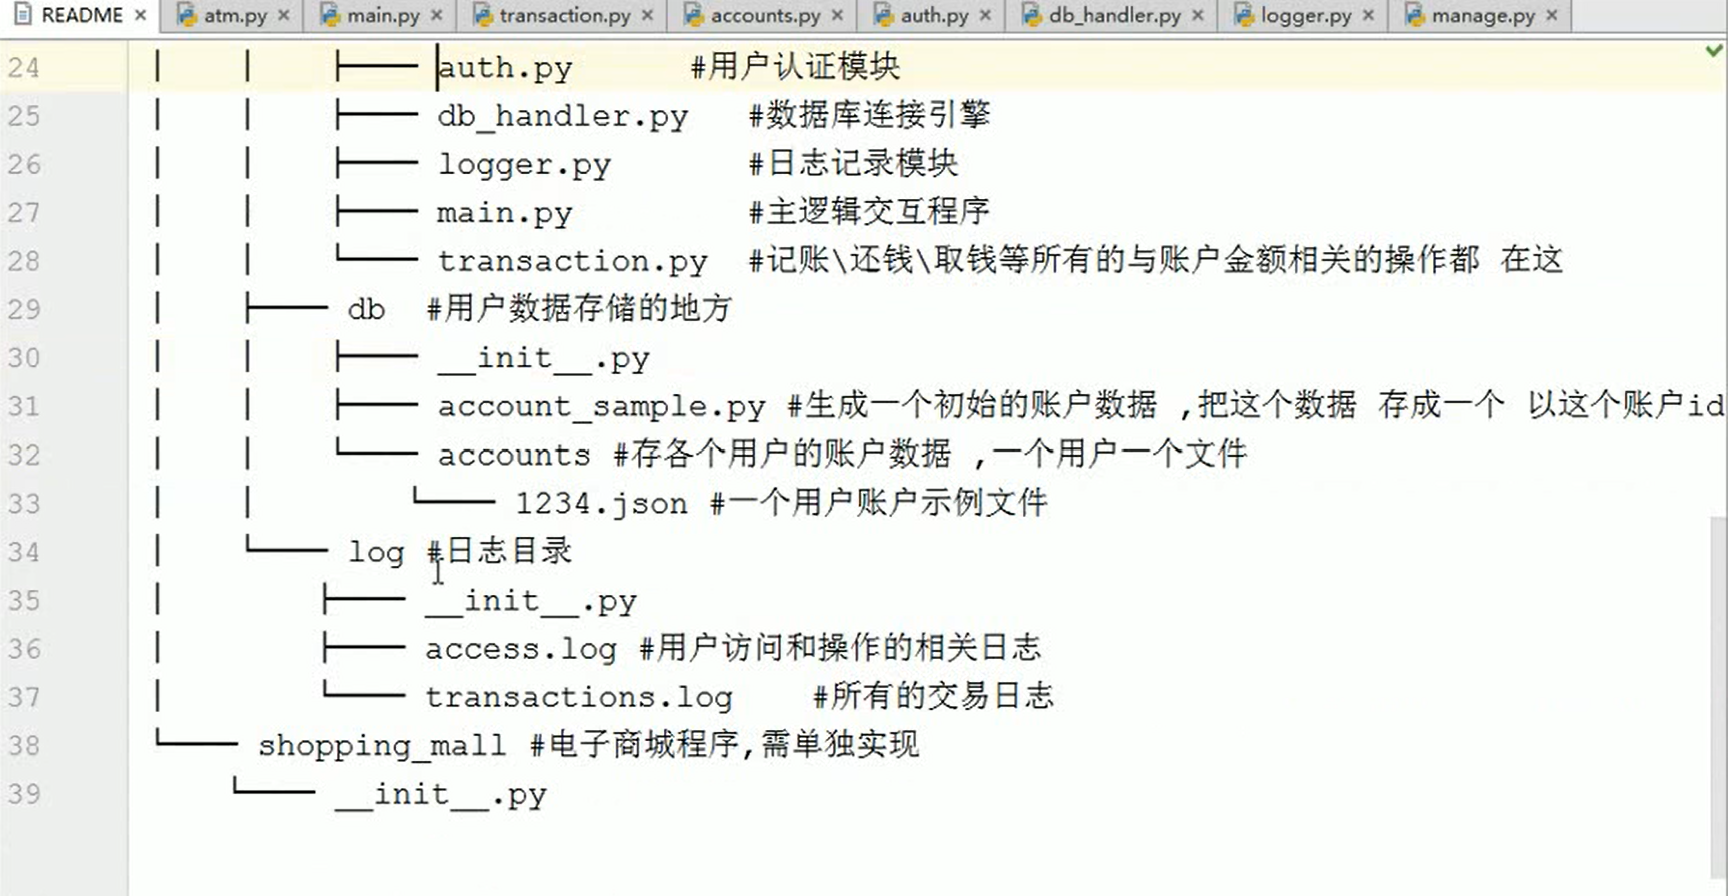 README atm.py main.py transaction.py accounts.py auth.py db_handler.py logger.py manage.py
24 auth.py #用户认证模块
25 db_handler.py #数据库连接引擎
26 logger.py #日志记录模块
27 main.py #主逻辑交互程序
28 transaction.py #记账\还钱\取钱等所有的与账户金额相关的操作都 在这
29 db #用户数据存储的地方
30 __init__.py
31 account_sample.py #生成一个初始的账户数据 ,把这个数据 存成一个 以这个账户id
32 accounts #存各个用户的账户数据 ,一个用户一个文件
33 1234.json #一个用户账户示例文件
34 log #日志目录
35 __init__.py
36 access.log #用户访问和操作的相关日志
37 transactions.log #所有的交易日志
38 shopping_mall #电子商城程序,需单独实现
39 __init__.py